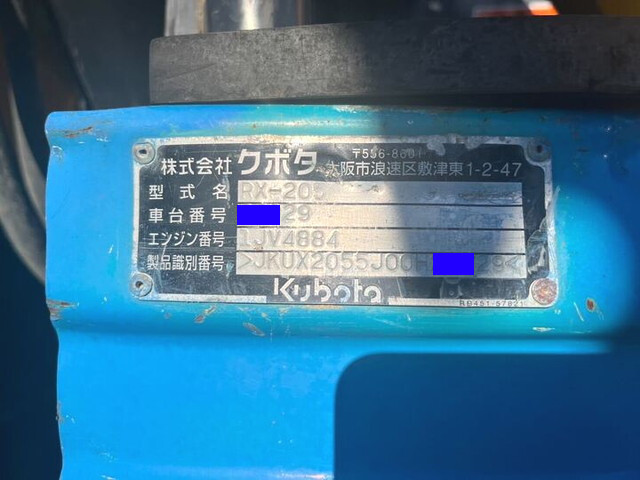 〒556-8601
株式会社クボタ 大阪市浪速区敷津東1-2-47
型式名 RX-205
車台番号 29
エンジン番号 1JV4884
製品識別番号 >JKUX2055J00H 9<
Kubota
RB451-57821